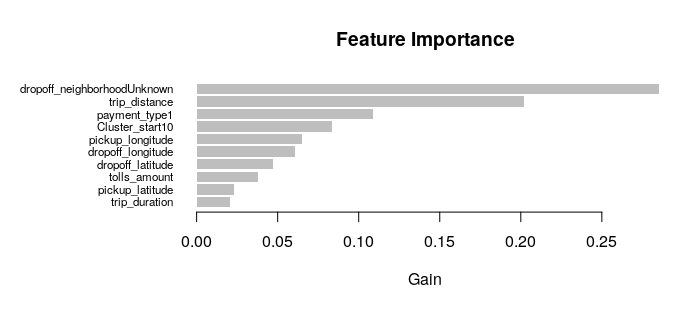 Feature Importance
dropoff_neighborhoodUnknown
trip_distance
payment_type1
Cluster_start10
pickup_longitude
dropoff_longitude
dropoff_latitude
tolls_amount
pickup_latitude
trip_duration
0.00 0.05 0.10 0.15 0.20 0.25
Gain